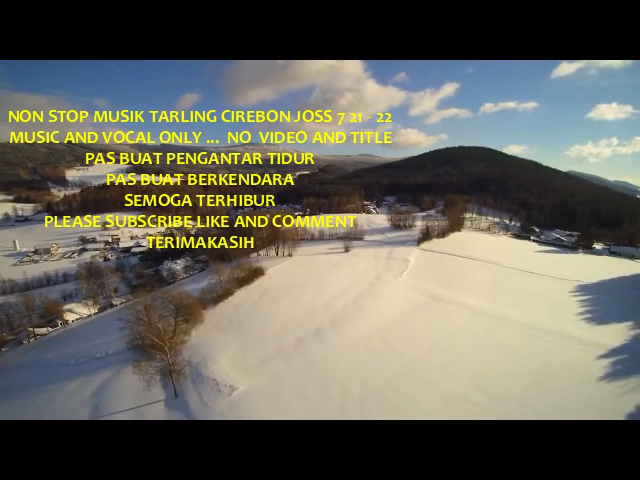 NON STOP MUSIK TARLING CIREBON JOSS 7 21 - 22
MUSIC AND VOCAL ONLY ... NO VIDEO AND TITLE
PAS BUAT PENGANTAR TIDUR
PAS BUAT BERKENDARA
SEMOGA TERHIBUR
PLEASE SUBSCRIBE LIKE AND COMMENT
TERIMAKASIH